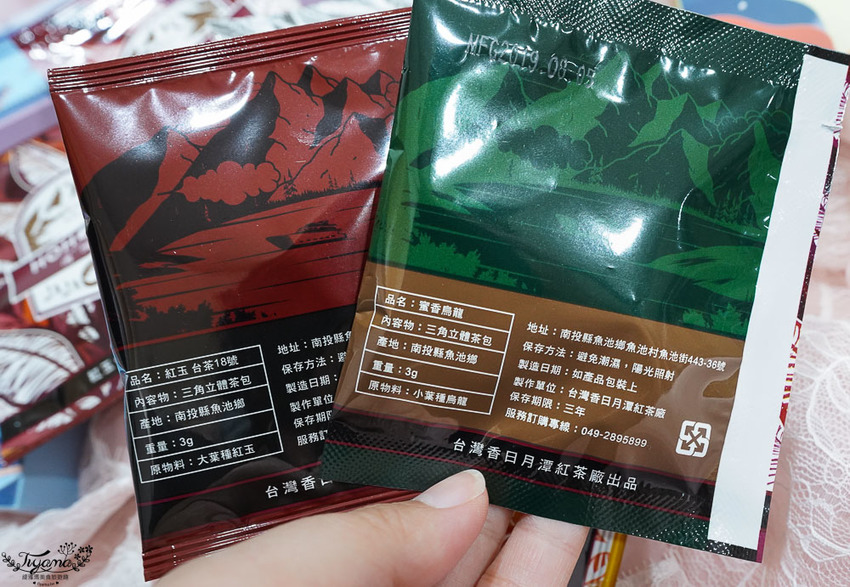 MFG2019.08.05
品名：紅玉 台茶18號
內容物：三角立體茶包
產地：南投縣魚池鄉
重量：3g
原物料：大葉種紅玉
地址：南投縣魚
保存方法：避
製造日期：
製作單位
保存期限
服務訂
台灣香日
品名：蜜香烏龍
內容物：三角立體茶包
產地：南投縣魚池鄉
重量：3g
原物料：小葉種烏龍
地址：南投縣魚池鄉魚池村魚池街443-36號
保存方法：避免潮濕，陽光照射
製造日期：如產品包裝上
製作單位：台灣香日月潭紅茶廠
保存期限：三年
服務訂購專線：049-2895899
台灣香日月潭紅茶廠出品
Tiyama